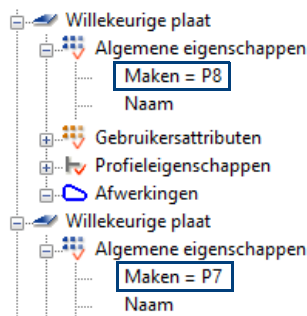 Willekeurige plaat
Algemene eigenschappen
Maken = P8
Naam
Gebruikersattributen
Profieleigenschappen
Afwerkingen
Willekeurige plaat
Algemene eigenschappen
Maken = P7
Naam